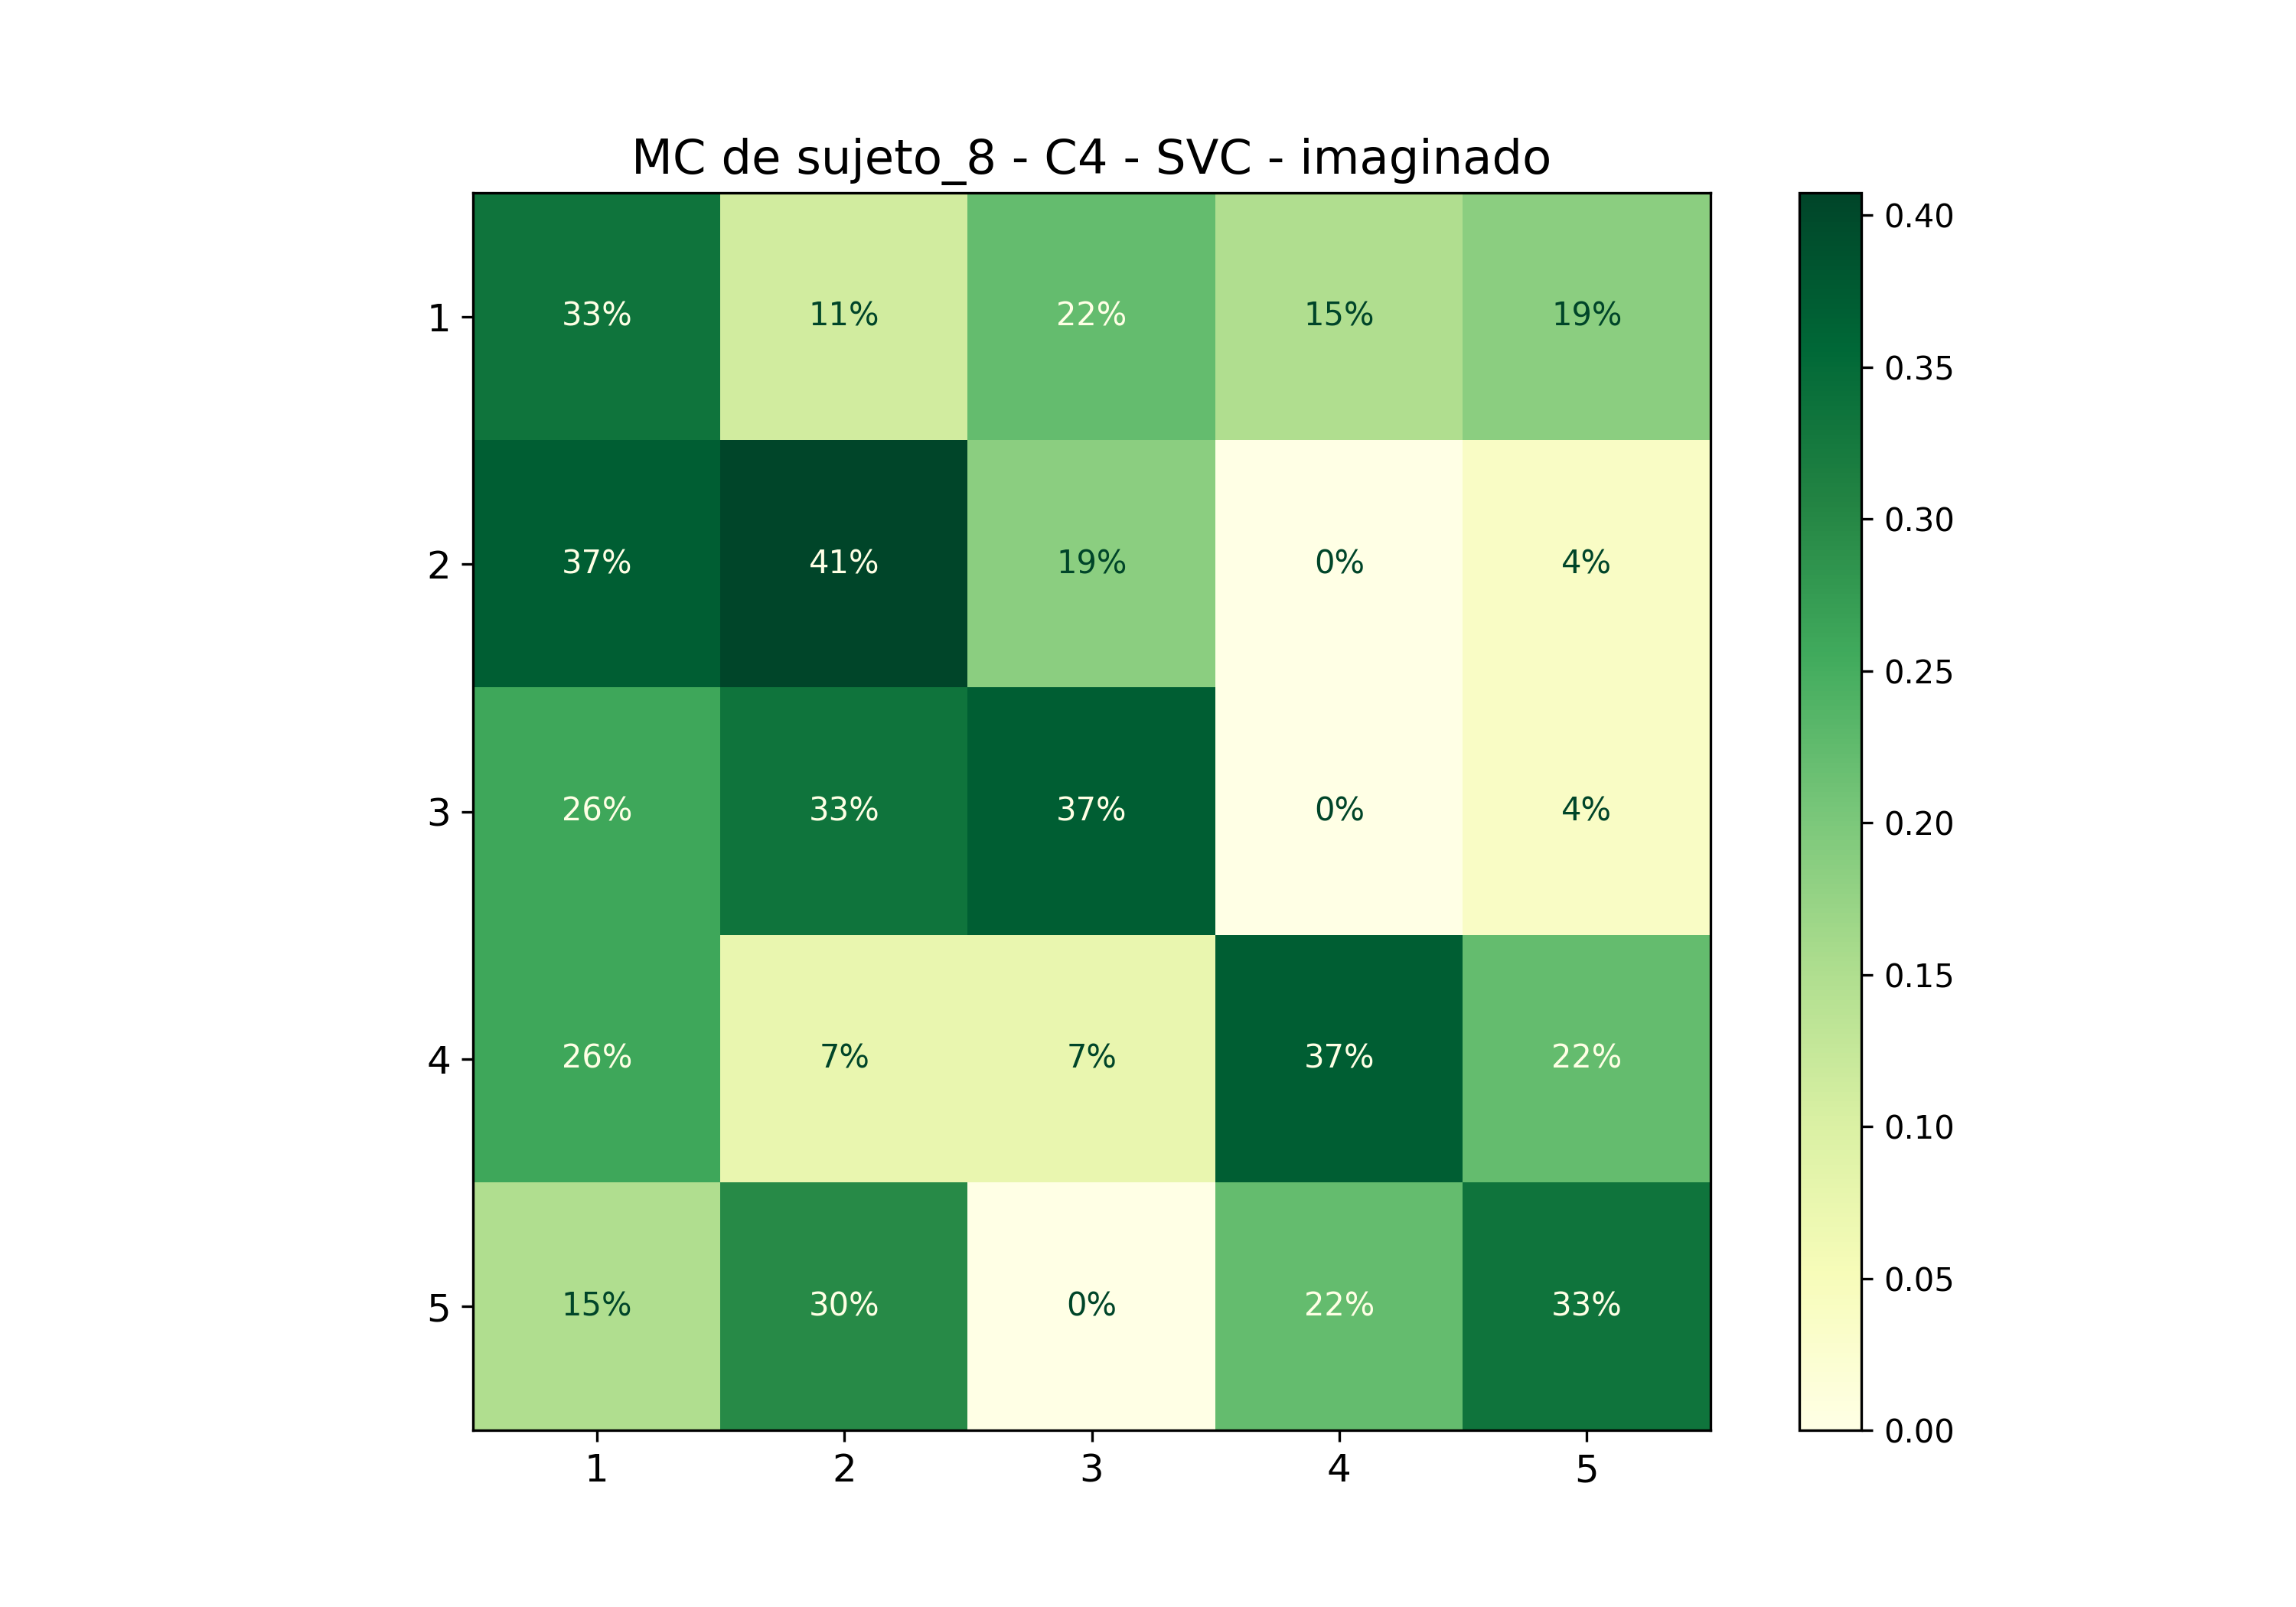 MC de sujeto_8 - C4 - SVC - imaginado
1 33% 11% 22% 15% 19%
2 37% 41% 19% 0% 4%
3 26% 33% 37% 0% 4%
4 26% 7% 7% 37% 22%
5 15% 30% 0% 22% 33%
1 2 3 4 5
0.40
0.35
0.30
0.25
0.20
0.15
0.10
0.05
0.00